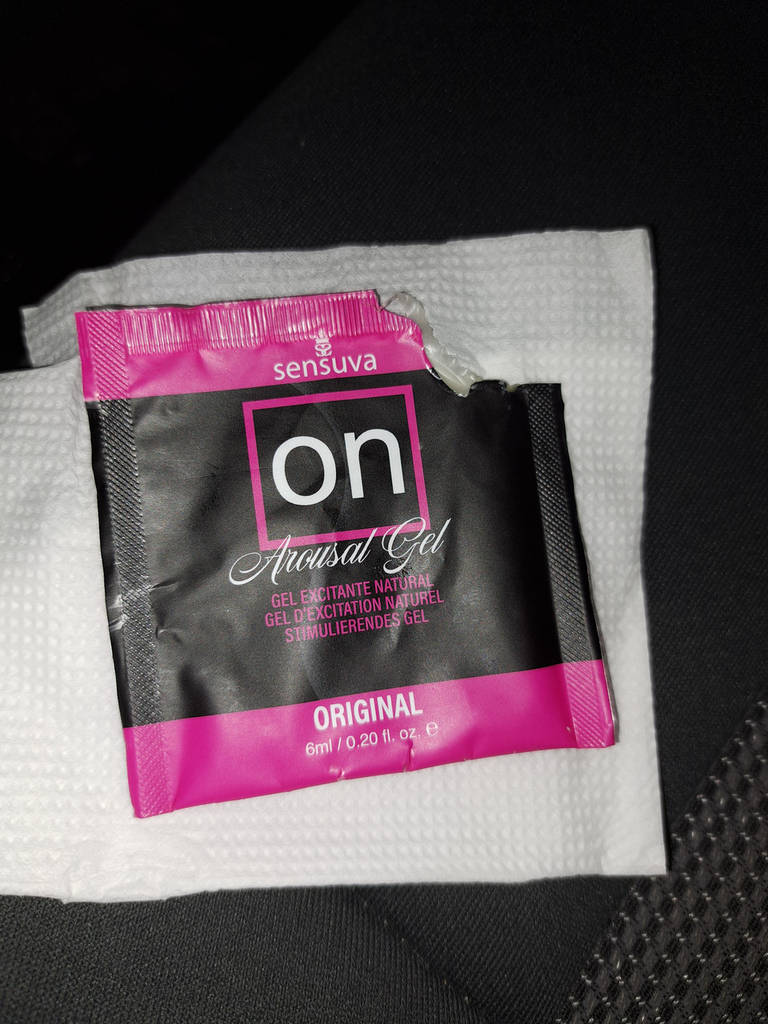 sensuva
on
Arousal Gel
GEL EXCITANTE NATURAL
GEL D'EXCITATION NATUREL
STIMULIERENDES GEL
ORIGINAL
6ml / 0.20 fl. oz. ℮